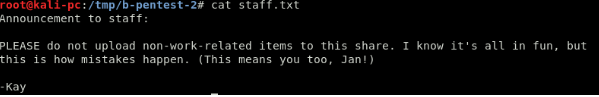 root@kali-pc:/tmp/b-pentest-2# cat staff.txt
Announcement to staff:
PLEASE do not upload non-work-related items to this share. I know it's all in fun, but
this is how mistakes happen. (This means you too, Jan!)
-Kay